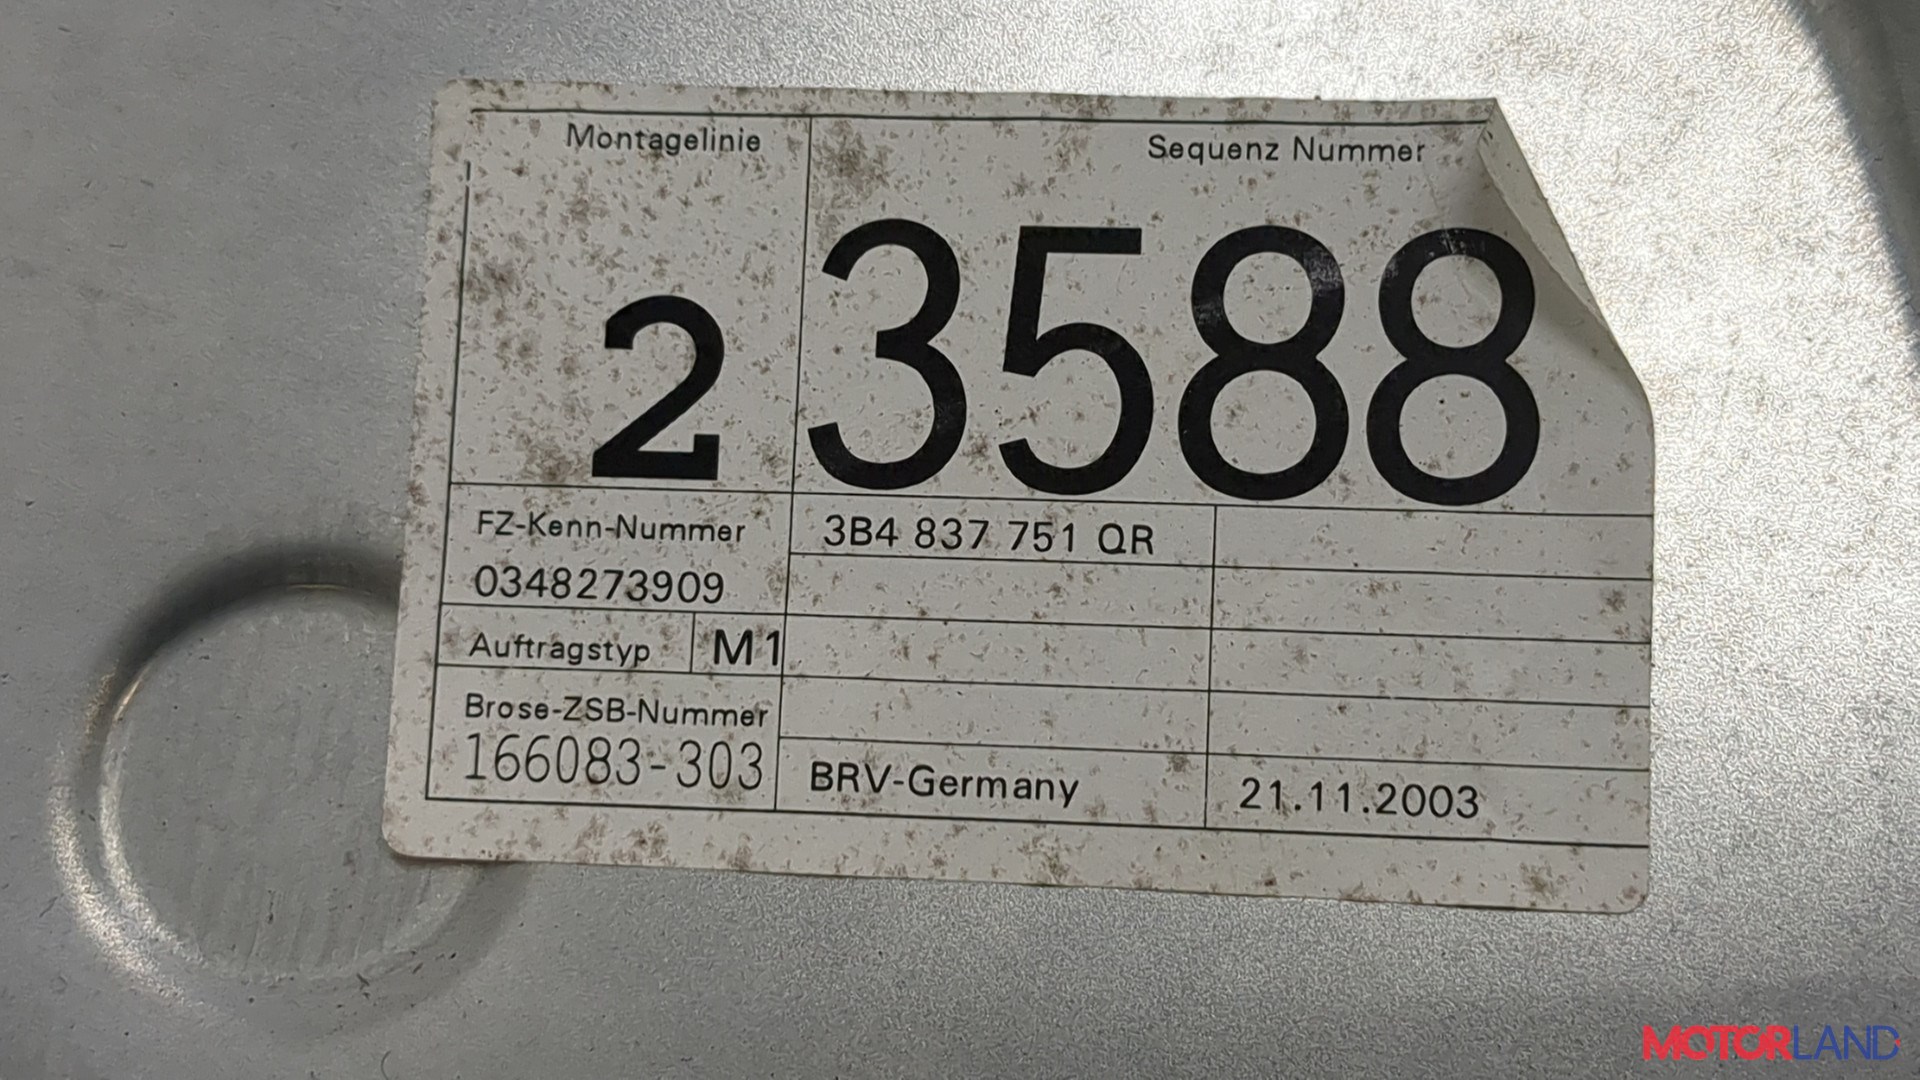 Montagelinie
Sequenz Nummer
2
3588
FZ-Kenn-Nummer
0348273909
3B4 837 751 QR
Auftragstyp
M1
Brose-ZSB-Nummer
166083-303
BRV-Germany
21.11.2003
MOTORLAND